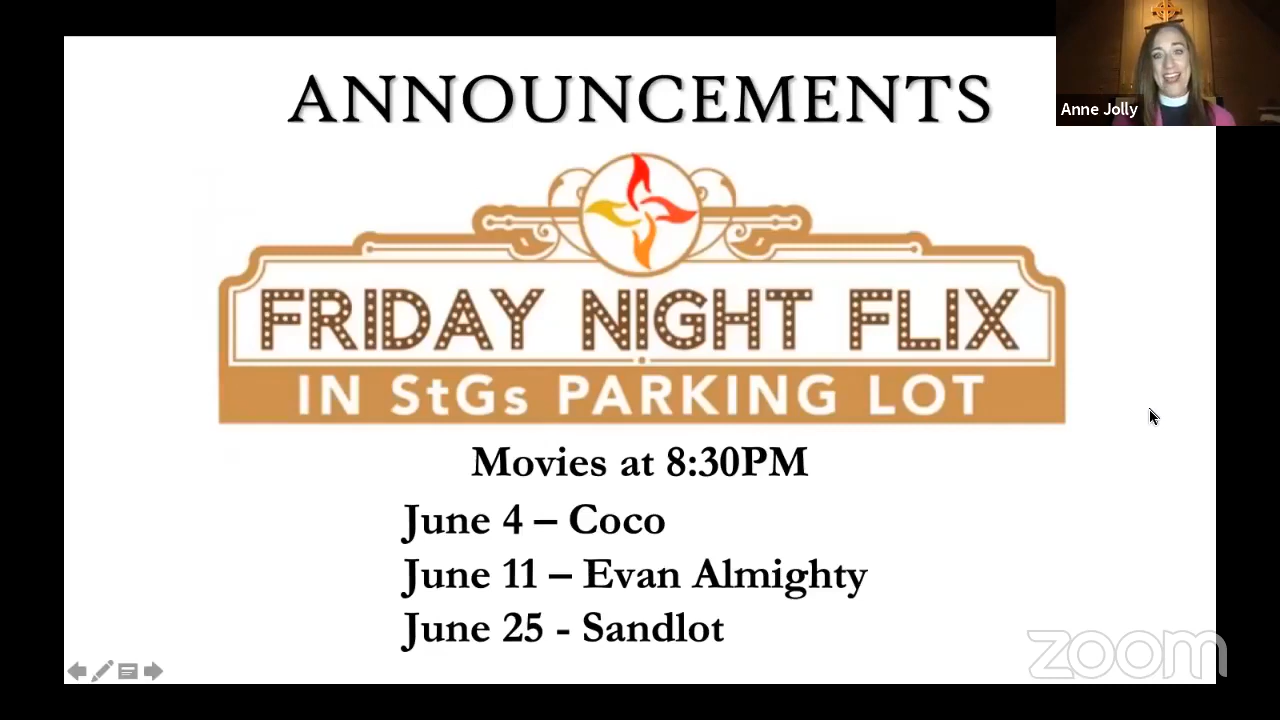 ANNOUNCEMENTS
Anne Jolly
FRIDAY NIGHT FLIX
IN StGs PARKING LOT
Movies at 8:30PM
June 4 – Coco
June 11 – Evan Almighty
June 25 - Sandlot
zoom